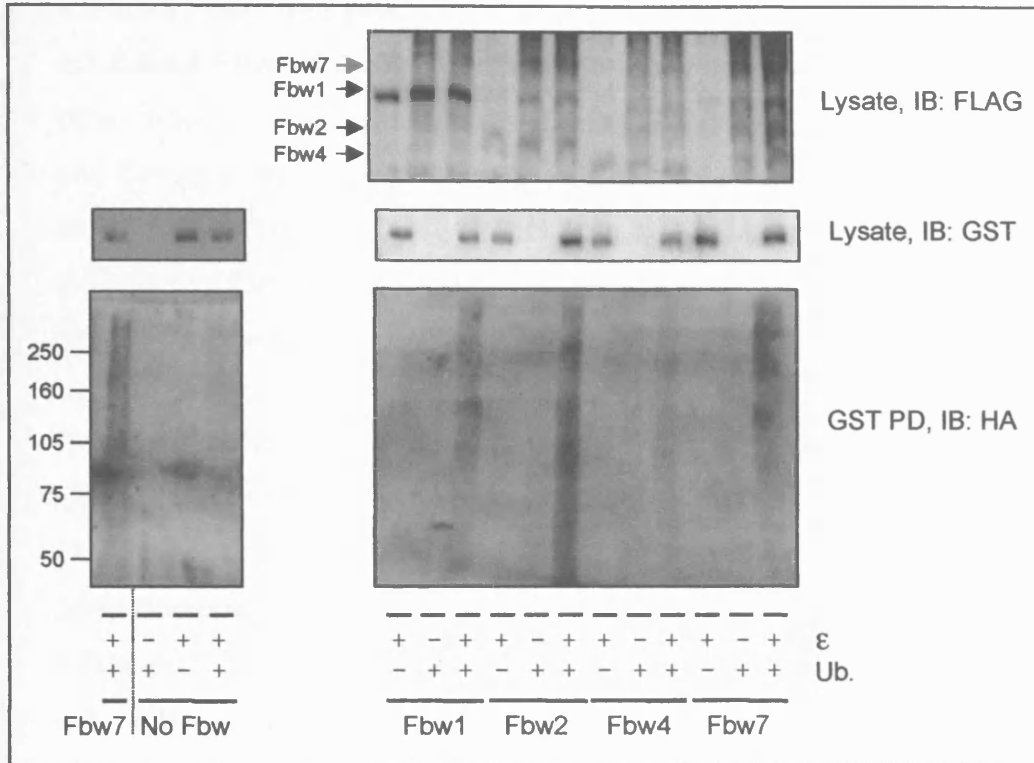 Fbw7
Fbw1
Fbw2
Fbw4
Lysate, IB: FLAG
Lysate, IB: GST
250
160
105
75
50
GST PD, IB: HA
+ − + + + − + + − + + − + + − + ε
+ + − + − + + − + + − + + − + + Ub.
Fbw7 No Fbw Fbw1 Fbw2 Fbw4 Fbw7